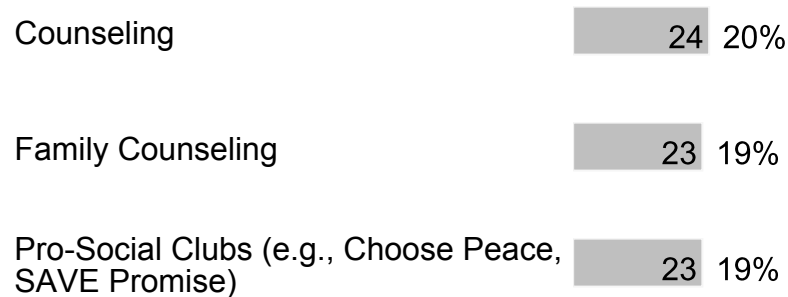 Counseling 24 20%
Family Counseling 23 19%
Pro-Social Clubs (e.g., Choose Peace,
SAVE Promise) 23 19%